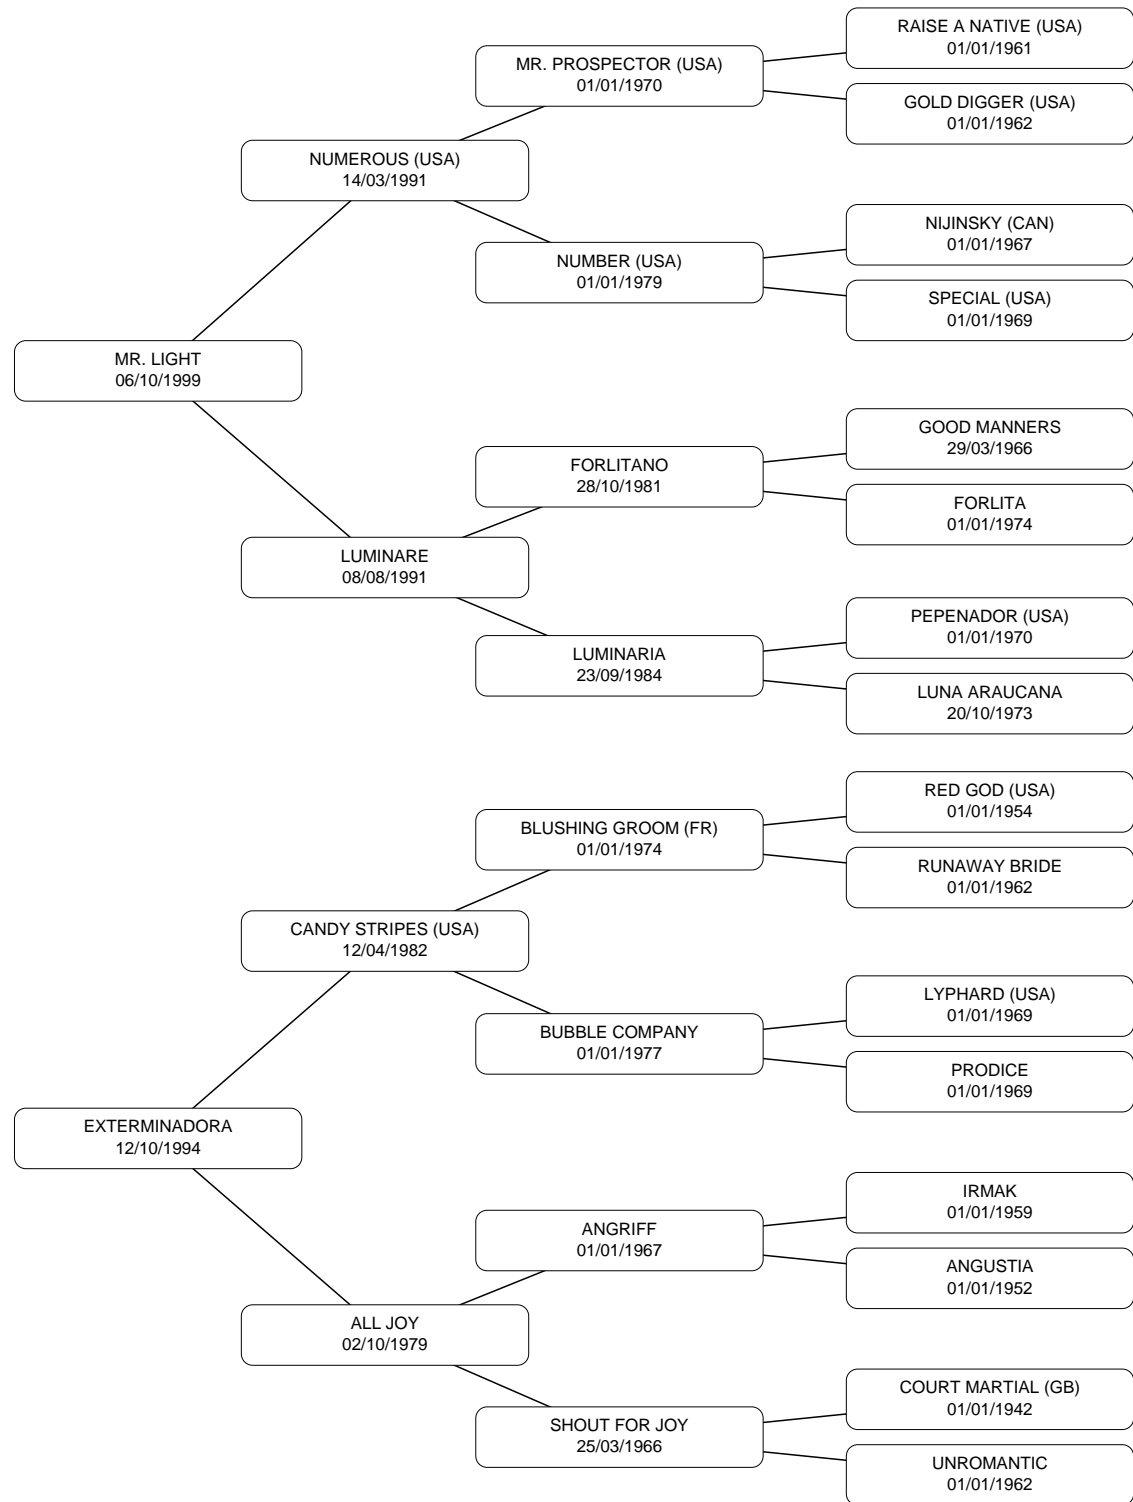 RAISE A NATIVE (USA)
01/01/1961
MR. PROSPECTOR (USA)
01/01/1970
GOLD DIGGER (USA)
01/01/1962
NUMEROUS (USA)
14/03/1991
NIJINSKY (CAN)
01/01/1967
NUMBER (USA)
01/01/1979
SPECIAL (USA)
01/01/1969
MR. LIGHT
06/10/1999
GOOD MANNERS
29/03/1966
FORLITANO
28/10/1981
FORLITA
01/01/1974
LUMINARE
08/08/1991
PEPENADOR (USA)
01/01/1970
LUMINARIA
23/09/1984
LUNA ARAUCANA
20/10/1973
RED GOD (USA)
01/01/1954
BLUSHING GROOM (FR)
01/01/1974
RUNAWAY BRIDE
01/01/1962
CANDY STRIPES (USA)
12/04/1982
LYPHARD (USA)
01/01/1969
BUBBLE COMPANY
01/01/1977
PRODICE
01/01/1969
EXTERMINADORA
12/10/1994
IRMAK
01/01/1959
ANGRIFF
01/01/1967
ANGUSTIA
01/01/1952
ALL JOY
02/10/1979
COURT MARTIAL (GB)
01/01/1942
SHOUT FOR JOY
25/03/1966
UNROMANTIC
01/01/1962